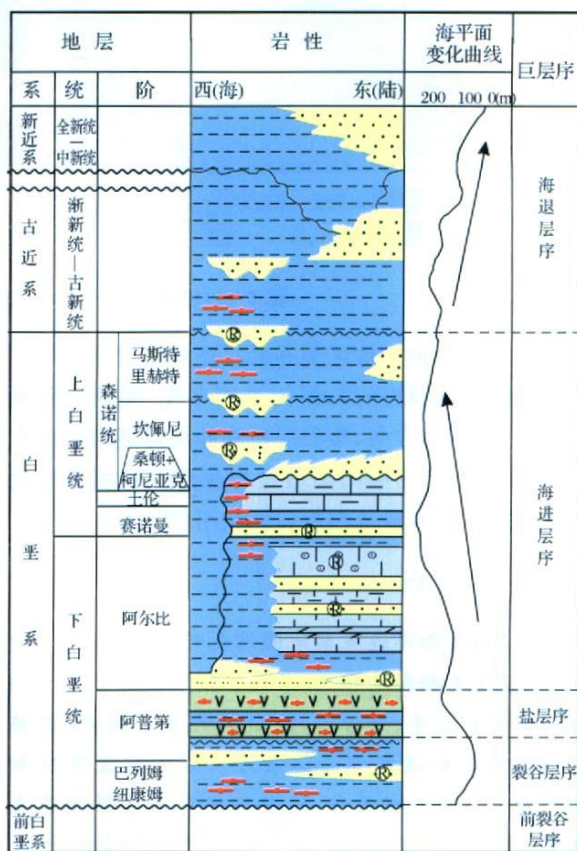 地层
岩性
海平面
变化曲线
巨层序
系
统
阶
西(海)
东(陆)
200 100 0(m)
新近系
全新统
—
中新统
古近系
渐新统—古新统
海退层序
白垩系
上白垩统
森诺统
马斯特
里赫特
坎佩尼
桑顿+
柯尼亚克
土伦
赛诺曼
海进层序
下白垩统
阿尔比
阿普第
盐层序
巴列姆
纽康姆
裂谷层序
前白
垩系
前裂谷
层序
R
R
R
R
R
R
R
R